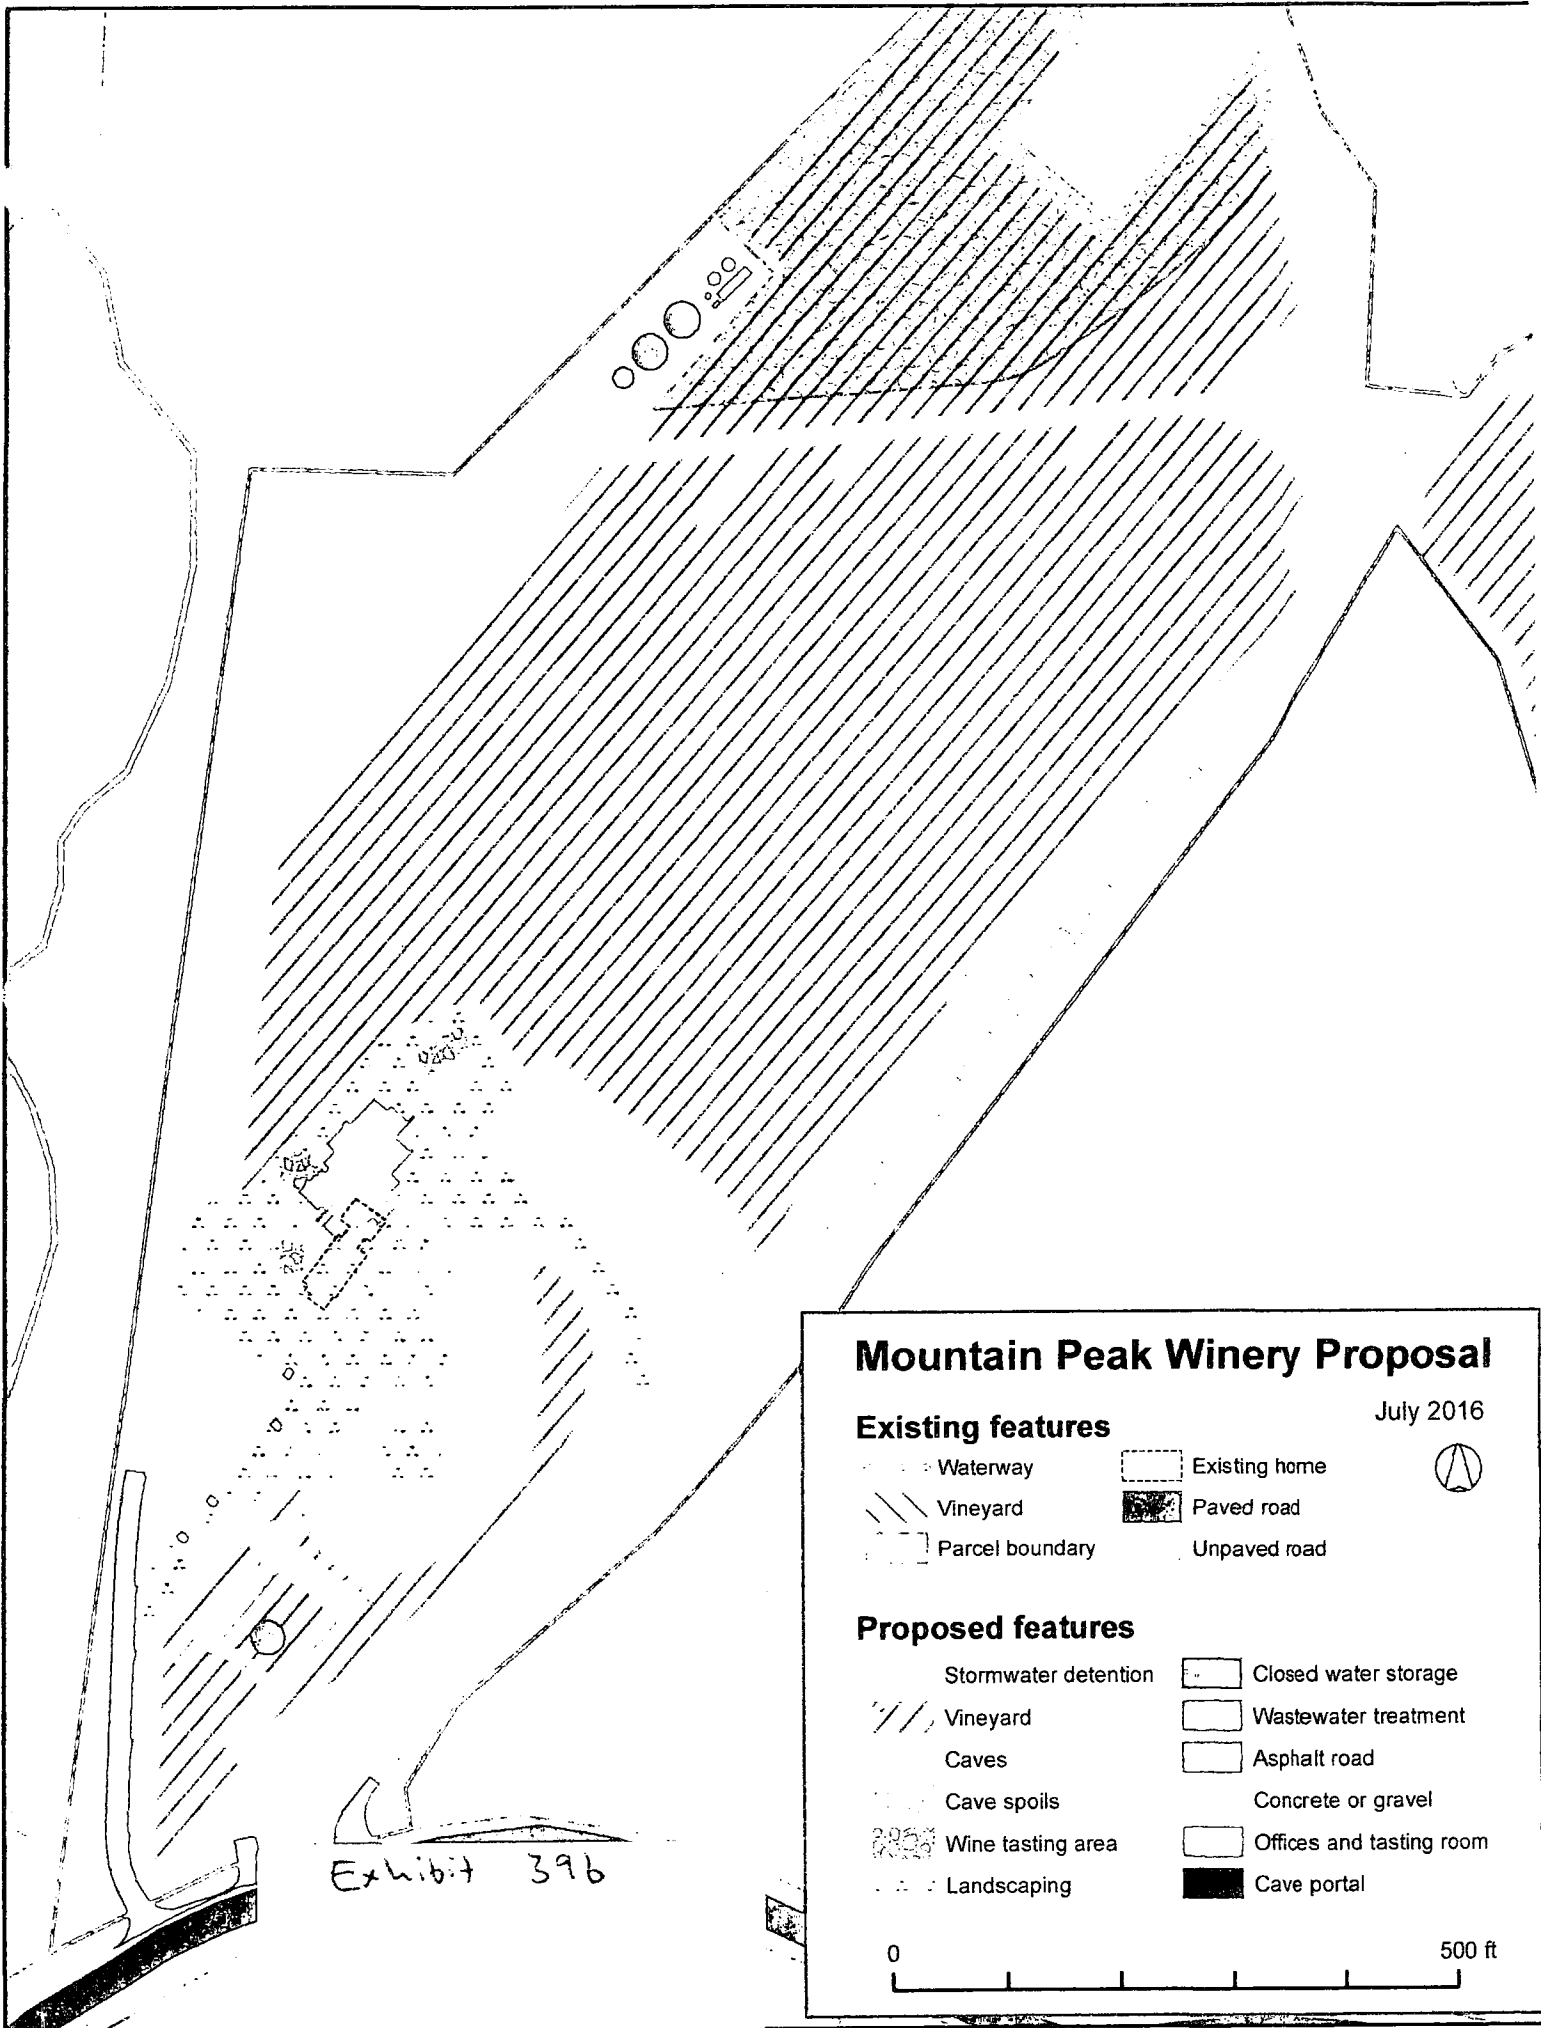 Mountain Peak Winery Proposal
July 2016
Existing features
Waterway
Existing home
Vineyard
Paved road
Parcel boundary
Unpaved road
Proposed features
Stormwater detention
Closed water storage
Vineyard
Wastewater treatment
Caves
Asphalt road
Cave spoils
Concrete or gravel
Wine tasting area
Offices and tasting room
Landscaping
Cave portal
0 500 ft
Exhibit 39b